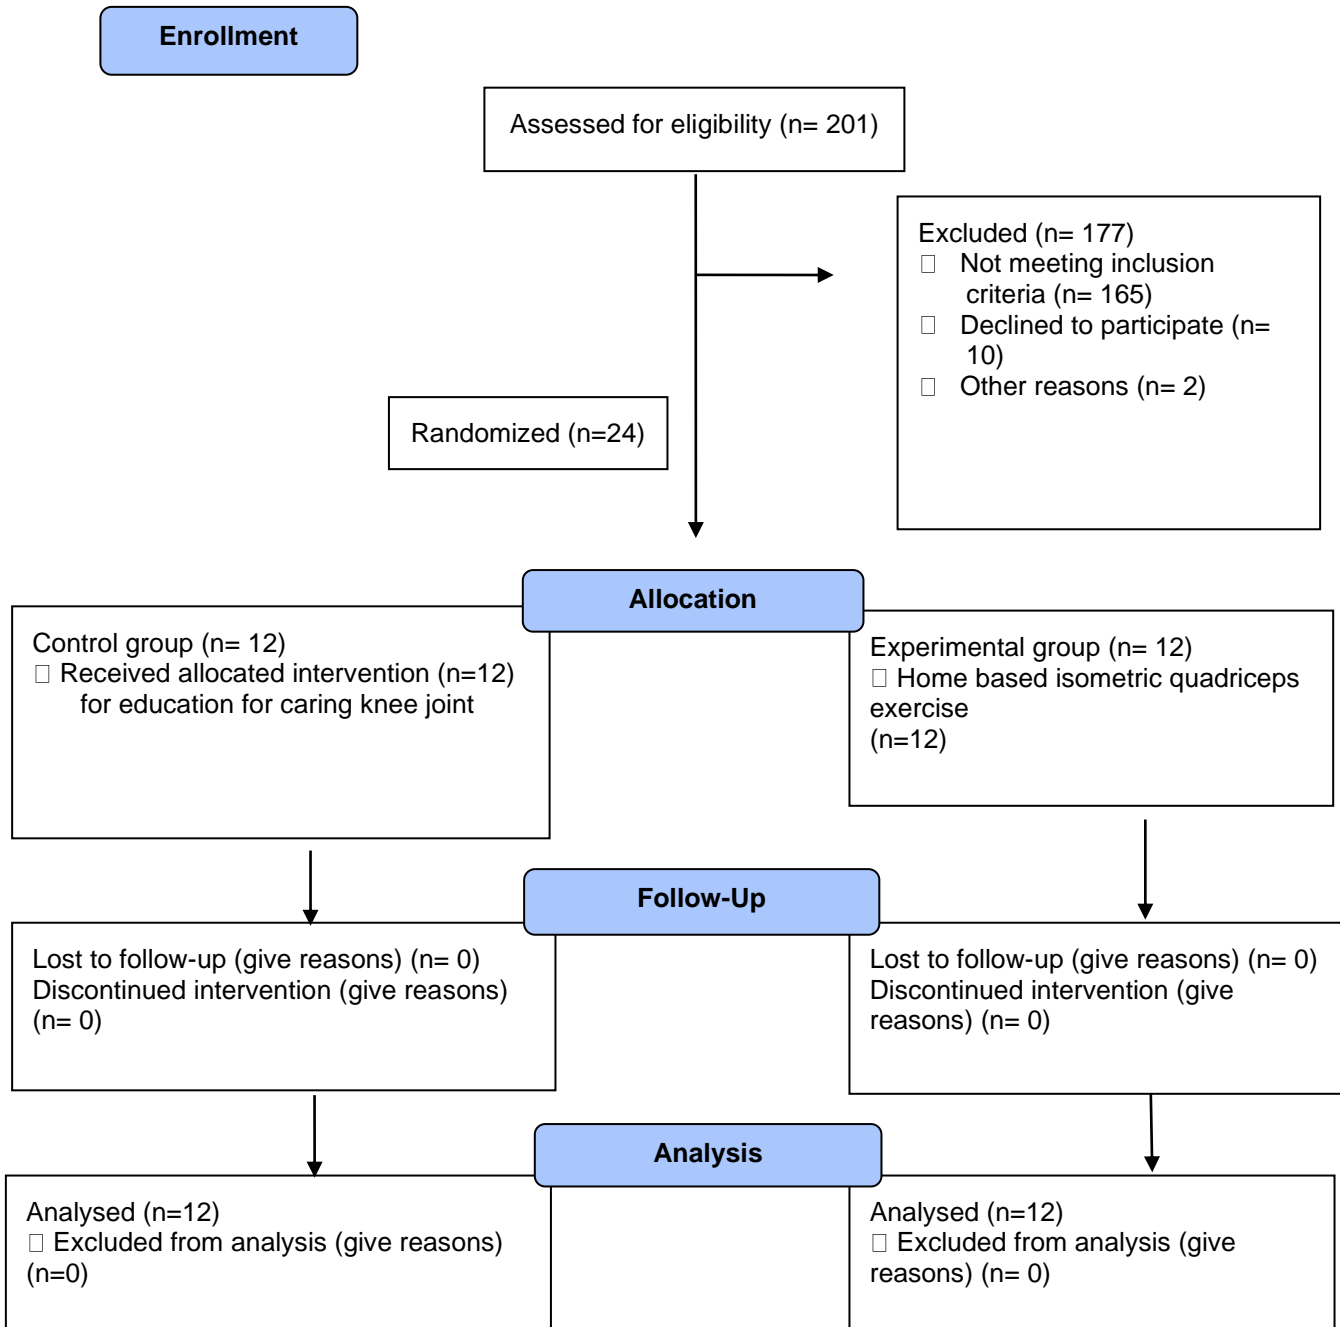 Enrollment
Assessed for eligibility (n= 201)
Excluded (n= 177)
□ Not meeting inclusion
criteria (n= 165)
□ Declined to participate (n=
10)
□ Other reasons (n= 2)
Randomized (n=24)
Allocation
Control group (n= 12)
□ Received allocated intervention (n=12)
for education for caring knee joint
Experimental group (n= 12)
□ Home based isometric quadriceps
exercise
(n=12)
Follow-Up
Lost to follow-up (give reasons) (n= 0)
Discontinued intervention (give reasons)
(n= 0)
Lost to follow-up (give reasons) (n= 0)
Discontinued intervention (give
reasons) (n= 0)
Analysis
Analysed (n=12)
□ Excluded from analysis (give reasons)
(n=0)
Analysed (n=12)
□ Excluded from analysis (give
reasons) (n= 0)